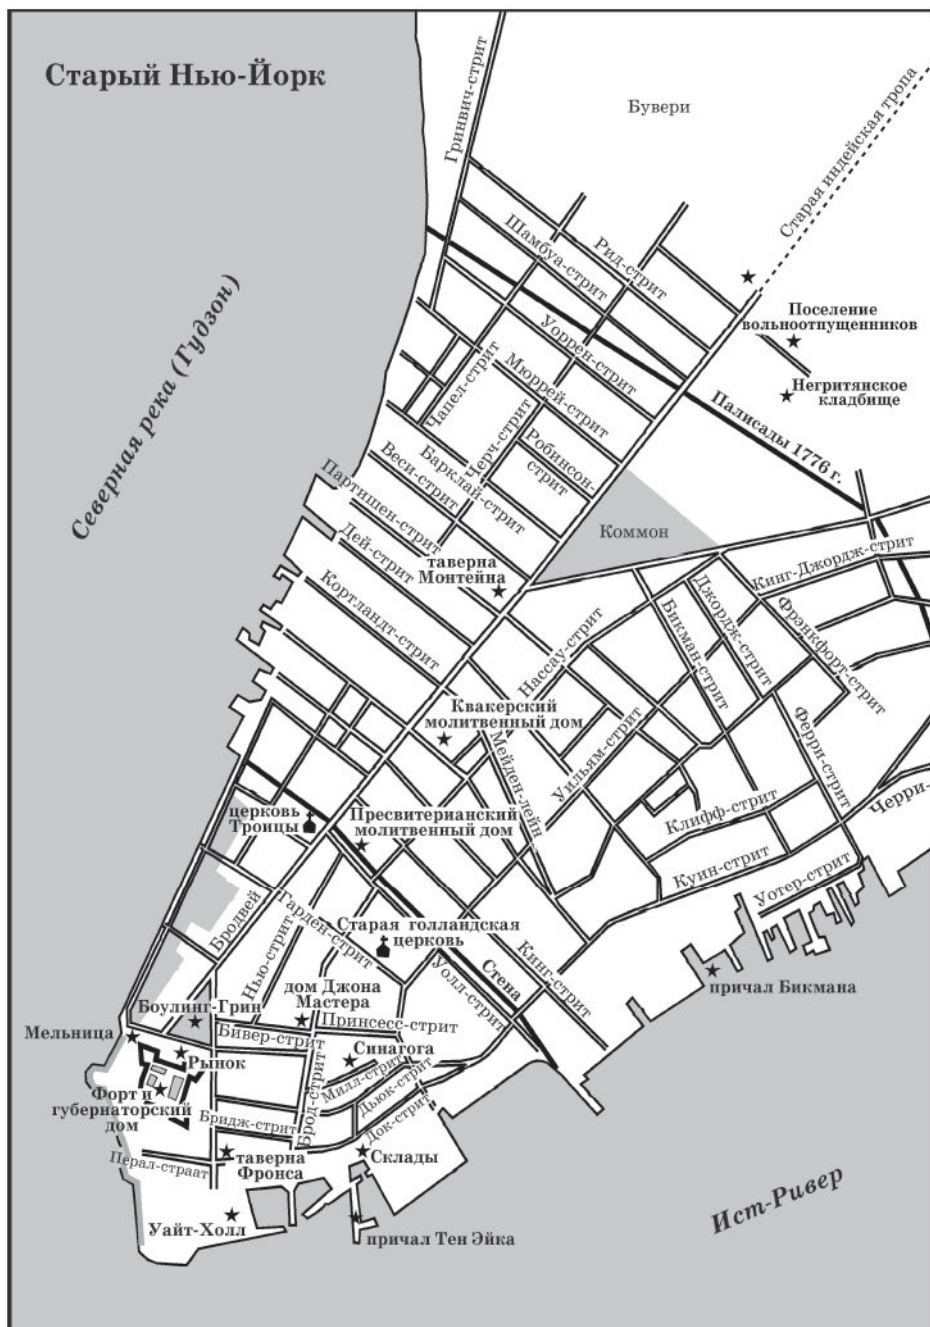 Старый Нью-Йорк
Гринвич-стрит
Бувери
Старая индейская тропа
Шамбуа-стрит
Рид-стрит
Северная река (Гудзон)
Поселение
вольноотпущенников
Уоррен-стрит
Мюррей-стрит
Чапел-стрит
Негритянское
кладбище
Палисады 1776 г.
Черч-стрит
Робинсон-
стрит
Барклай-стрит
Веси-стрит
Партишен-стрит
Дей-стрит
Коммон
таверна
Монтейна
Кортландт-стрит
Кинг-Джордж-стрит
Джордж-стрит
Бикман-стрит
Фрэнкфорт-стрит
Нассау-стрит
Квакерский
молитвенный дом
Мейден-лейн
Уильям-стрит
Ферри-стрит
Черри-
Клифф-стрит
Куин-стрит
Уотер-стрит
церковь
Троицы
Пресвитерианский
молитвенный дом
Бродвей
Гарден-стрит
Нью-стрит
Старая голландская
церковь
Уолл-стрит
Стена
Кинг-стрит
причал Бикмана
дом Джона
Мастера
Боулинг-Грин
Принсесс-стрит
Мельница
Бивер-стрит
Рынок
Синагога
Милл-стрит
Дьюк-стрит
Док-стрит
Брод-стрит
Форт и
губернаторский
дом
Бридж-стрит
Перал-страат
таверна
Фронса
Склады
Уайт-Холл
причал Тен Эйка
Ист-Ривер